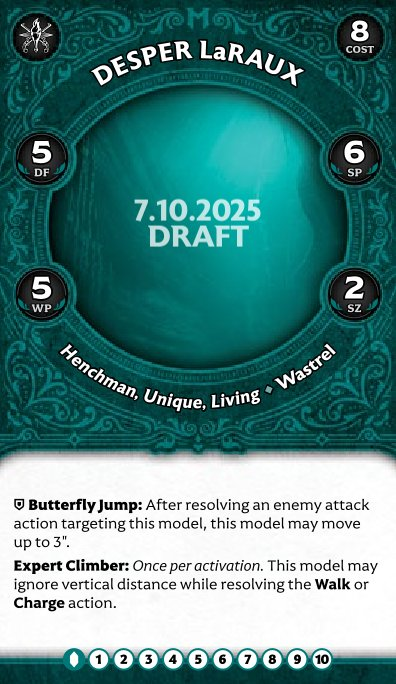 DESPER LaRAUX
8
COST
5
DF
6
SP
7.10.2025
DRAFT
5
WP
2
SZ
Henchman, Unique, Living ◆ Wastrel
Butterfly Jump: After resolving an enemy attack
action targeting this model, this model may move
up to 3".
Expert Climber: Once per activation. This model may
ignore vertical distance while resolving the Walk or
Charge action.
1 2 3 4 5 6 7 8 9 10